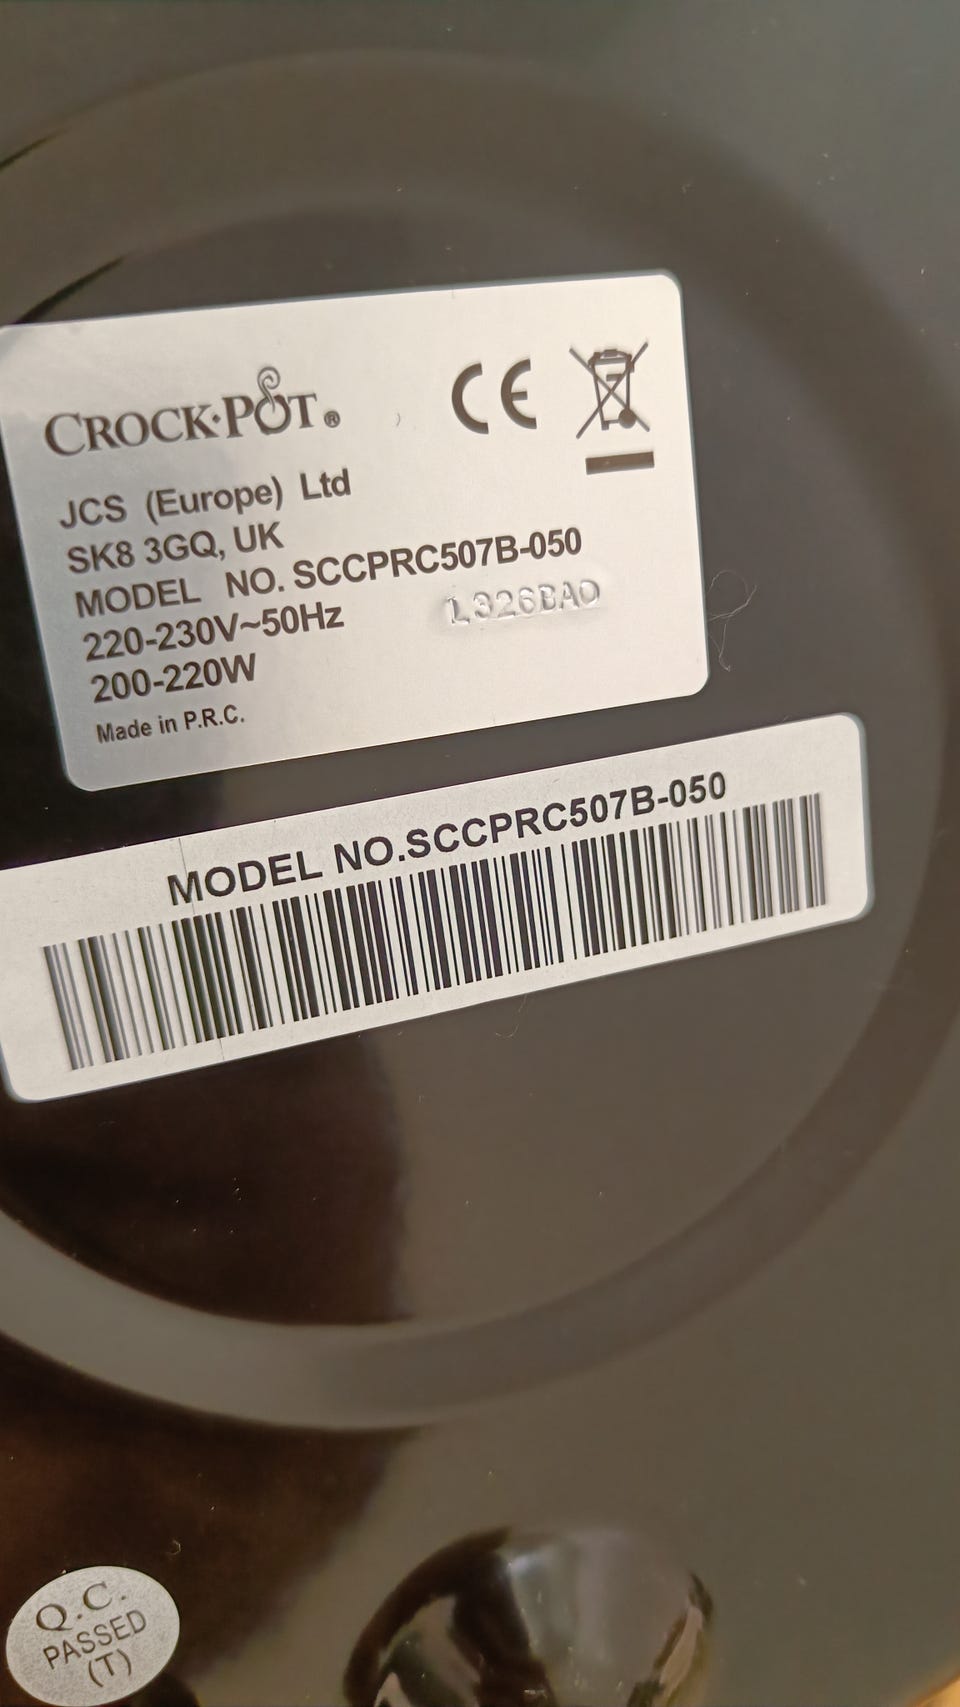 CROCK·POT®
JCS (Europe) Ltd
SK8 3GQ, UK
MODEL NO. SCCPRC507B-050
220-230V~50Hz
L326BAO
200-220W
Made in P.R.C.
CE
MODEL NO.SCCPRC507B-050
Q.C.
PASSED
(T)